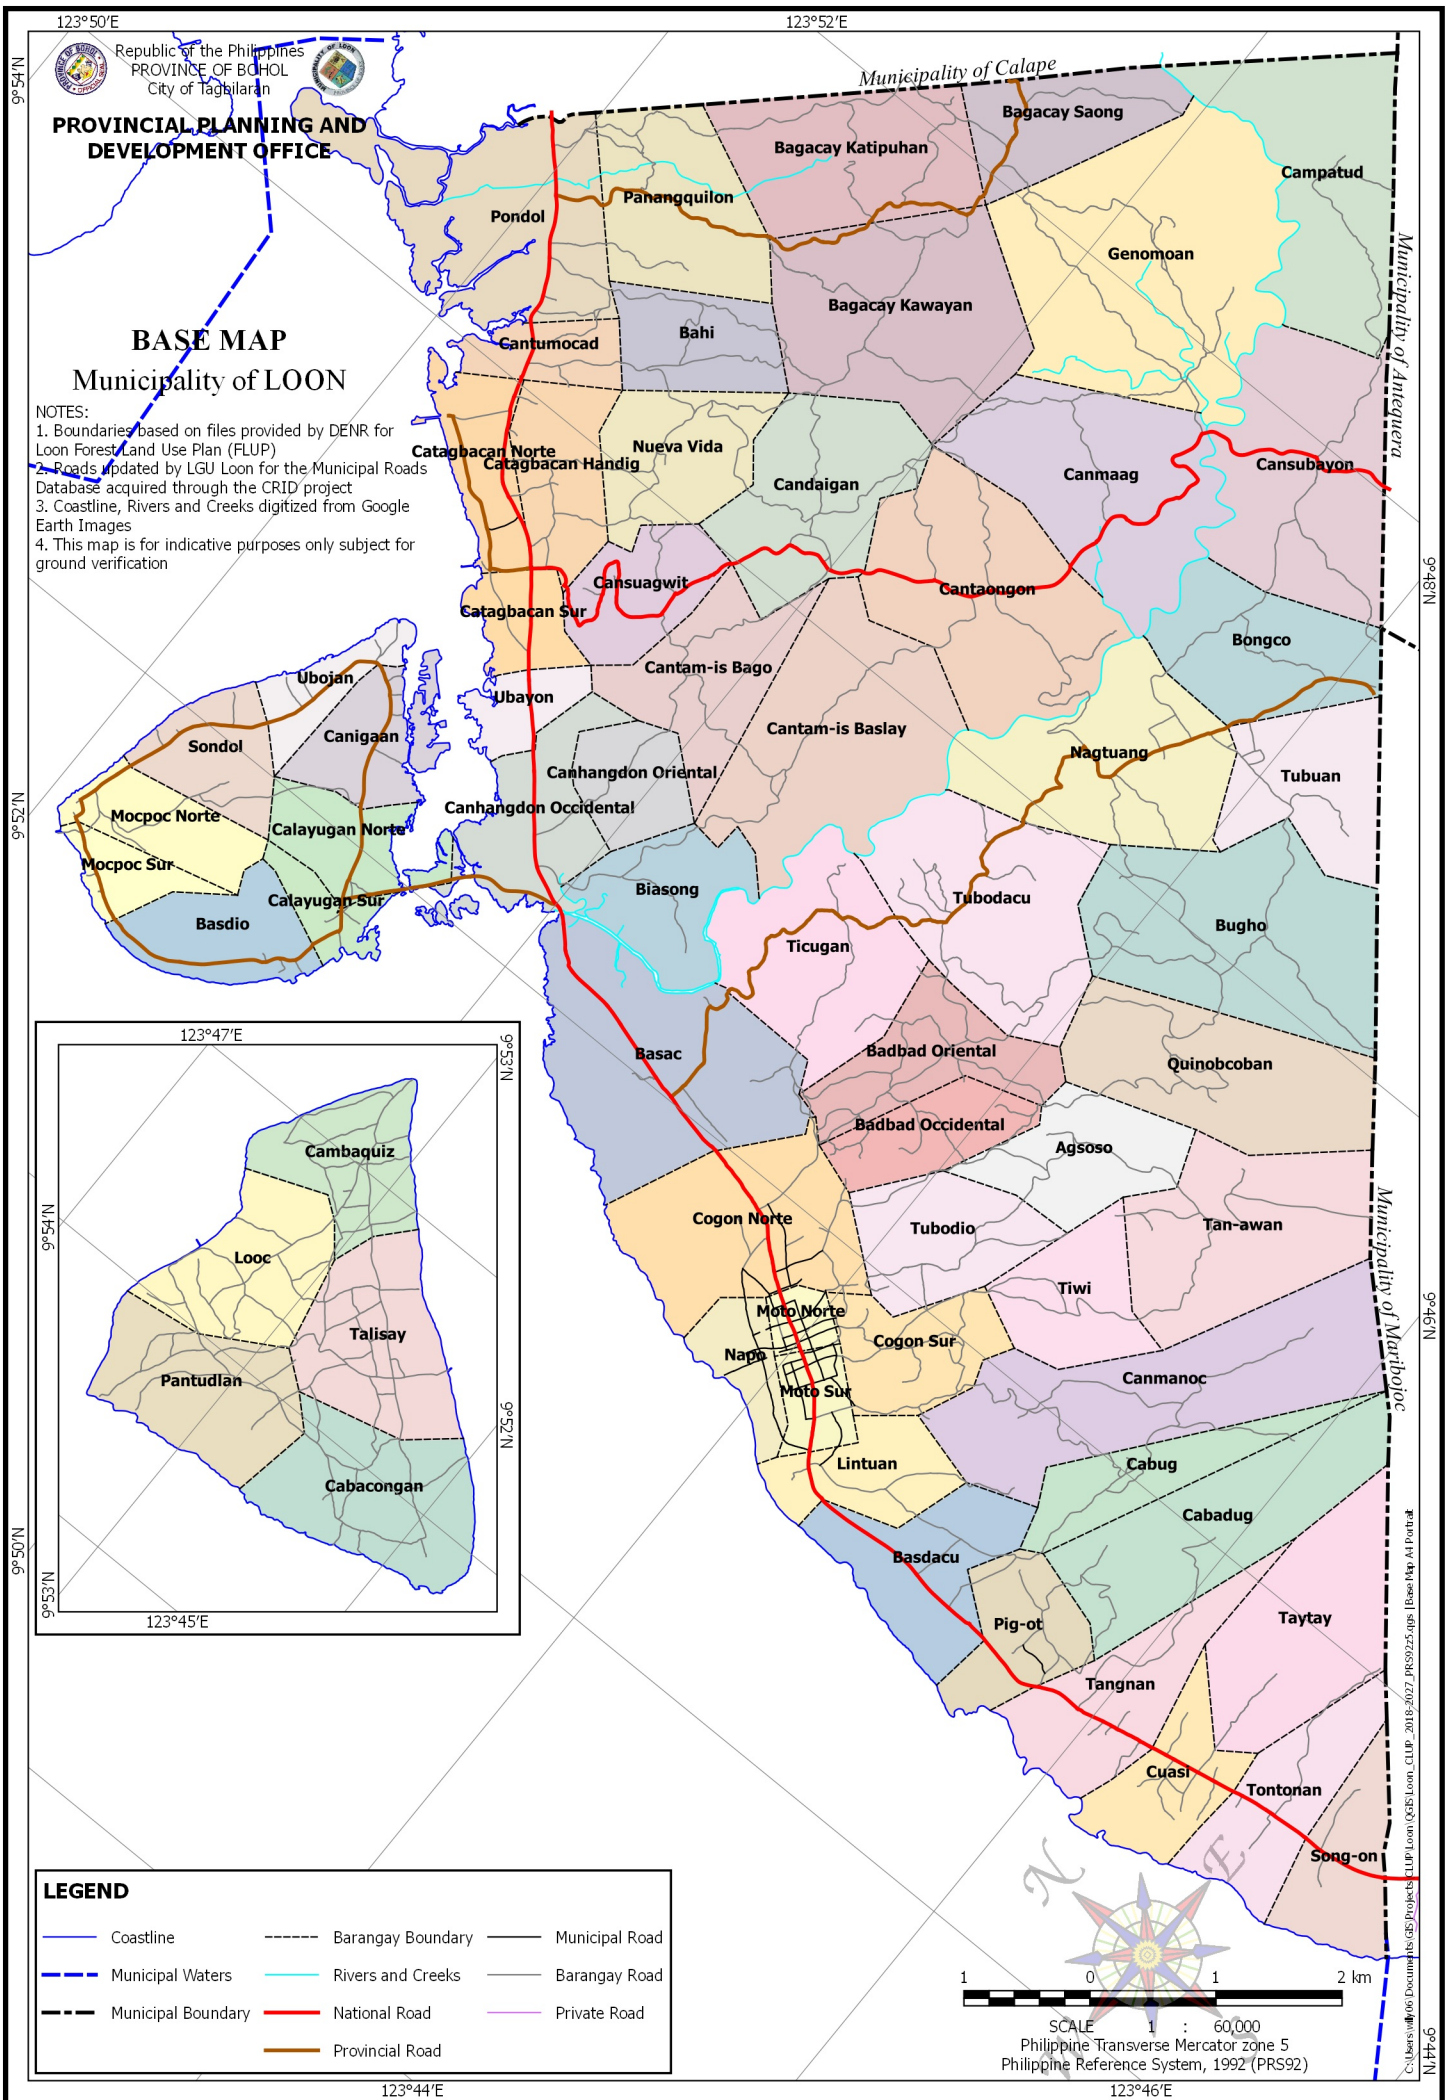 123°50′E
123°52′E
9°54′N
Republic of the Philippines
PROVINCE OF BOHOL
City of Tagbilaran
PROVINCIAL PLANNING AND
DEVELOPMENT OFFICE
BASE MAP
Municipality of LOON
NOTES:
1. Boundaries based on files provided by DENR for
Loon Forest Land Use Plan (FLUP)
2. Roads updated by LGU Loon for the Municipal Roads
Database acquired through the CRID project
3. Coastline, Rivers and Creeks digitized from Google
Earth Images
4. This map is for indicative purposes only subject for
ground verification
Municipality of Calape
Municipality of Antequera
Municipality of Maribojoc
Bagacay Saong
Bagacay Katipuhan
Campatud
Panangquilon
Pondol
Genomoan
Bagacay Kawayan
Bahi
Cantumocad
Catagbacan Norte
Catagbacan Handig
Nueva Vida
Candaigan
Canmaag
Cansubayon
Cansuagwit
Cantaongon
9°48′N
Catagbacan Sur
Bongco
Cantam-is Bago
Ubojan
Ubayon
Cantam-is Baslay
Canigaan
Sondol
Nagtuang
Canhangdon Oriental
Tubuan
Canhangdon Occidental
9°52′N
Mocpoc Norte
Calayugan Norte
Mocpoc Sur
Biasong
Calayugan Sur
Tubodacu
Basdio
Bugho
Ticugan
Basac
Badbad Oriental
Quinobcoban
Badbad Occidental
Agsoso
Cogon Norte
Tubodio
Tan-awan
Tiwi
Moto Norte
9°46′N
Cogon Sur
Napo
Canmanoc
Moto Sur
Lintuan
Cabug
Cabadug
Basdacu
Pig-ot
Taytay
Tangnan
Cuasi
Tontonan
Song-on
123°47′E
9°53′N
Cambaquiz
9°54′N
Looc
Talisay
Pantudlan
9°52′N
Cabacongan
9°50′N
9°53′N
123°45′E
LEGEND
Coastline
Municipal Waters
Municipal Boundary
Barangay Boundary
Rivers and Creeks
National Road
Provincial Road
Municipal Road
Barangay Road
Private Road
N
E
W
S
1 0 1 2 km
SCALE 1 : 60,000
Philippine Transverse Mercator zone 5
Philippine Reference System, 1992 (PRS92)
9°44′N
123°44′E
123°46′E